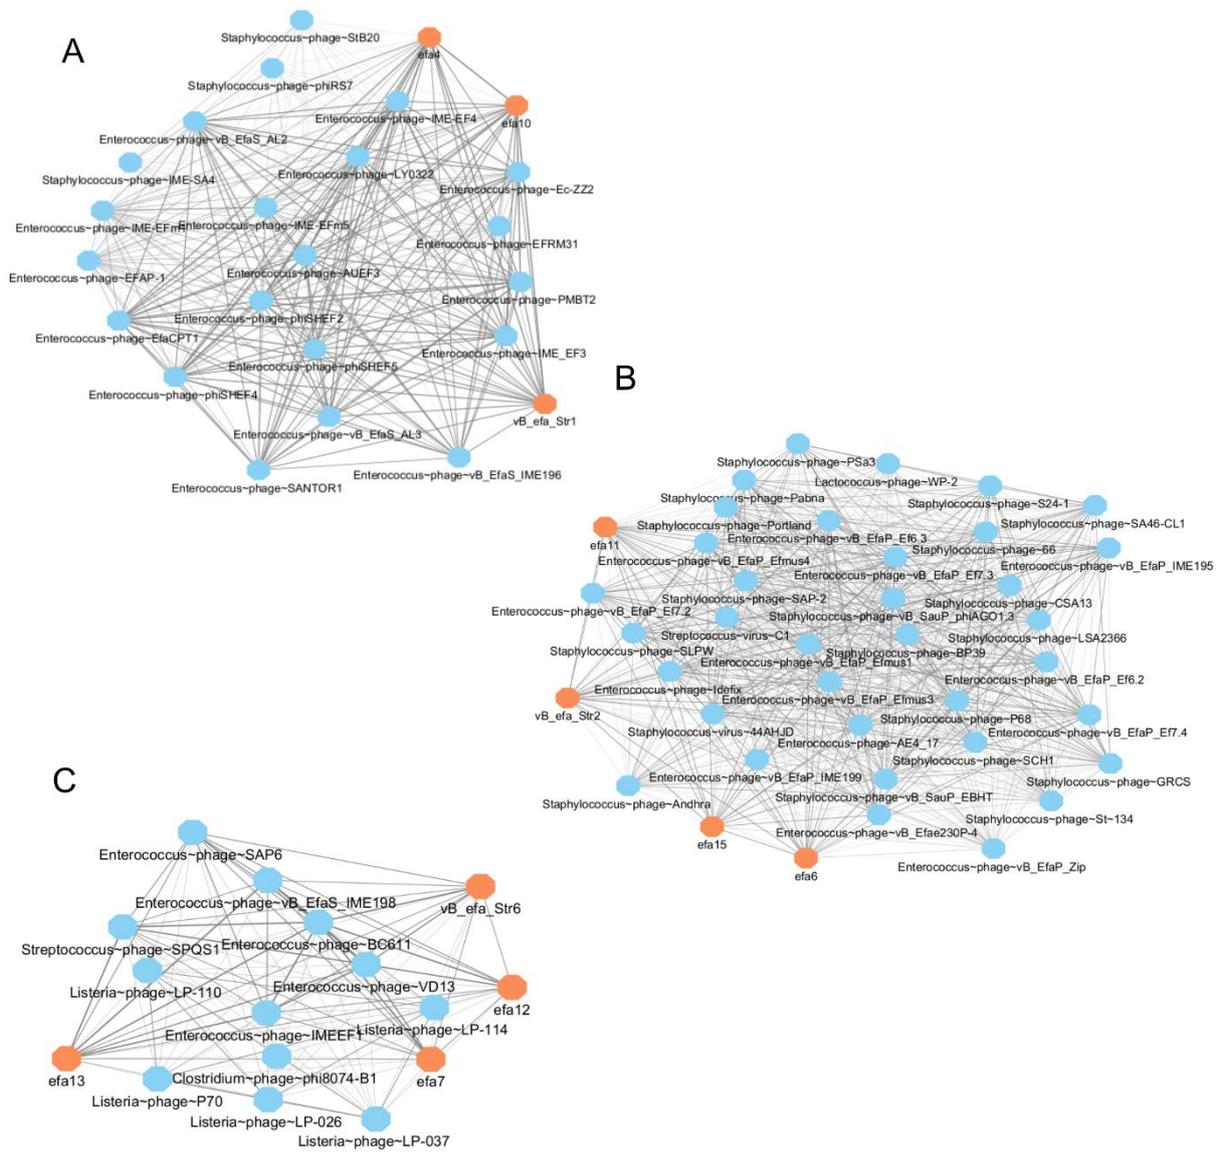 A
Staphylococcus~phage~StB20
efa4
Staphylococcus~phage~phiRS7
Enterococcus~phage~IME-EF4
efa10
Enterococcus~phage~vB_EfaS_AL2
Enterococcus~phage~LY0322
Staphylococcus~phage~IME-SA4
Enterococcus~phage~Ec-ZZ2
Enterococcus~phage~IME-EFm5
Enterococcus~phage~EFRM31
Enterococcus~phage~AUEF3
Enterococcus~phage~EFAP-1
Enterococcus~phage~PMBT2
Enterococcus~phage~phiSHEF2
Enterococcus~phage~EfaCPT1
Enterococcus~phage~IME_EF3
Enterococcus~phage~phiSHEF5
Enterococcus~phage~phiSHEF4
vB_efa_Str1
Enterococcus~phage~vB_EfaS_AL3
Enterococcus~phage~vB_EfaS_IME196
Enterococcus~phage~SANTOR1
B
Staphylococcus~phage~PSa3
Lactococcus~phage~WP-2
Staphylococcus~phage~Pabna
Staphylococcus~phage~S24-1
Staphylococcus~phage~Portland
Staphylococcus~phage~SA46-CL1
efa11
Enterococcus~phage~vB_EfaP_Ef6.3
Staphylococcus~phage~66
Enterococcus~phage~vB_EfaP_Efmus4
Enterococcus~phage~vB_EfaP_IME195
Enterococcus~phage~vB_EfaP_Ef7.3
Staphylococcus~phage~SAP-2
Staphylococcus~phage~CSA13
Enterococcus~phage~vB_EfaP_Ef7.2
Staphylococcus~phage~vB_SauP_phiAGO1.3
Streptococcus~virus~C1
Staphylococcus~phage~LSA2366
Staphylococcus~phage~SLPW
Staphylococcus~phage~BP39
Enterococcus~phage~vB_EfaP_Efmus1
Enterococcus~phage~vB_EfaP_Ef6.2
Enterococcus~phage~Idefix
Enterococcus~phage~vB_EfaP_Efmus3
vB_efa_Str2
Staphylococcus~phage~P68
Staphylococcus~virus~44AHJD
Enterococcus~phage~vB_EfaP_Ef7.4
Enterococcus~phage~AE4_17
Staphylococcus~phage~SCH1
Enterococcus~phage~vB_EfaP_IME199
Staphylococcus~phage~GRCS
Staphylococcus~phage~vB_SauP_EBHT
Staphylococcus~phage~Andhra
Staphylococcus~phage~St~134
Enterococcus~phage~vB_Efae230P-4
efa15
Enterococcus~phage~vB_EfaP_Zip
efa6
C
Enterococcus~phage~SAP6
Enterococcus~phage~vB_EfaS_IME198
vB_efa_Str6
Enterococcus~phage~BC611
Streptococcus~phage~SPQS1
Enterococcus~phage~VD13
Listeria~phage~LP-110
efa12
Listeria~phage~LP-114
Enterococcus~phage~IMEEF1
Clostridium~phage~phi8074-B1
efa13
efa7
Listeria~phage~P70
Listeria~phage~LP-026
Listeria~phage~LP-037